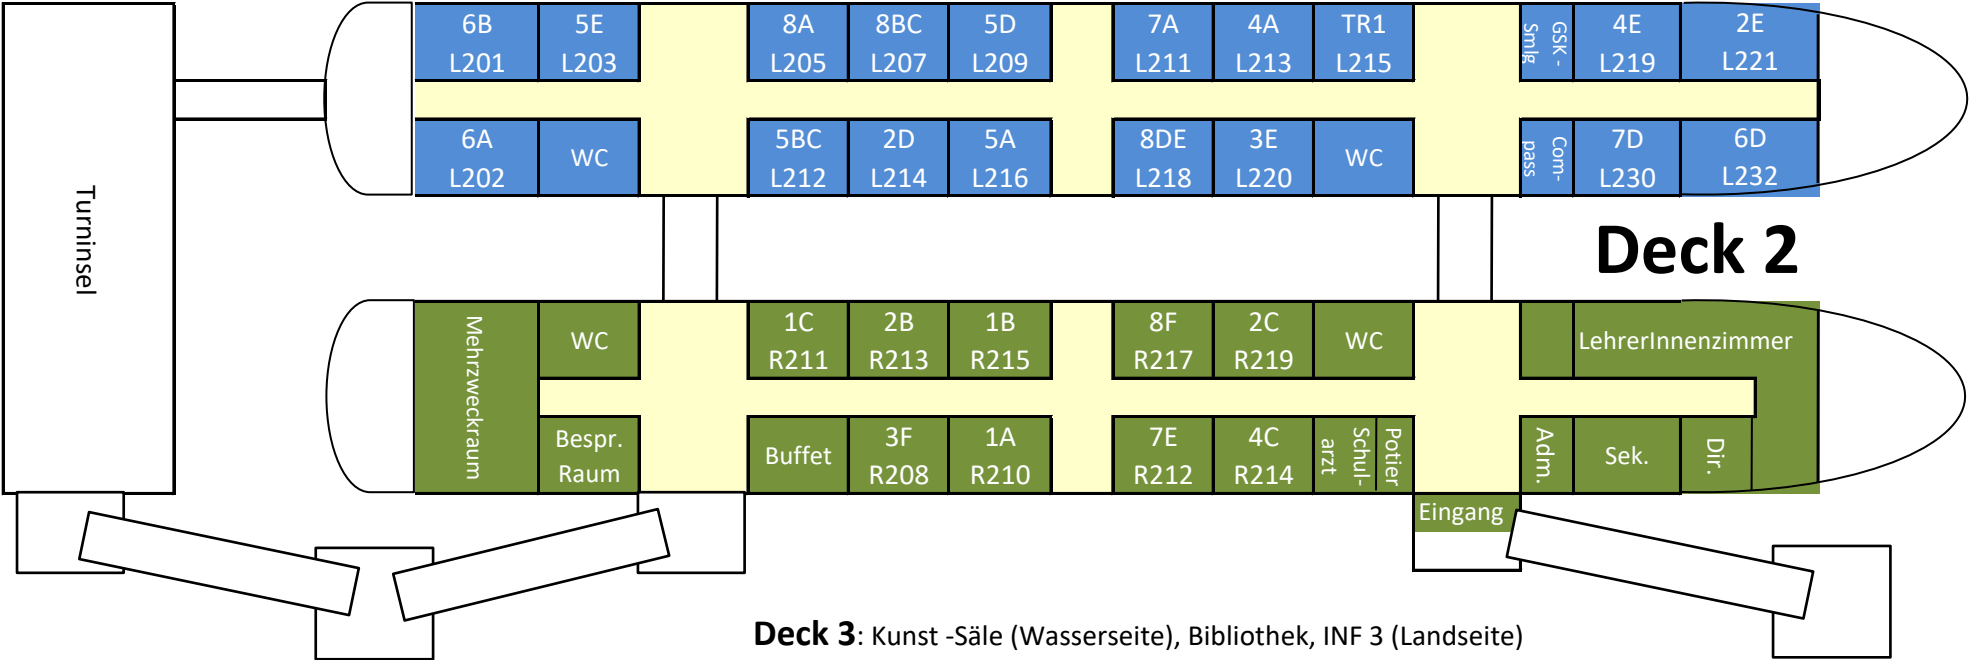 6B
L201
5E
L203
8A
L205
8BC
L207
5D
L209
7A
L211
4A
L213
TR1
L215
GSK -
Smlg
4E
L219
2E
L221
6A
L202
WC
5BC
L212
2D
L214
5A
L216
8DE
L218
3E
L220
WC
Com-
pass
7D
L230
6D
L232
Turninsel
Deck 2
Mehrzweckraum
WC
1C
R211
2B
R213
1B
R215
8F
R217
2C
R219
WC
LehrerInnenzimmer
Bespr.
Raum
Buffet
3F
R208
1A
R210
7E
R212
4C
R214
Schul-
arzt
Potier
Adm.
Sek.
Dir.
Eingang
Deck 3: Kunst -Säle (Wasserseite), Bibliothek, INF 3 (Landseite)